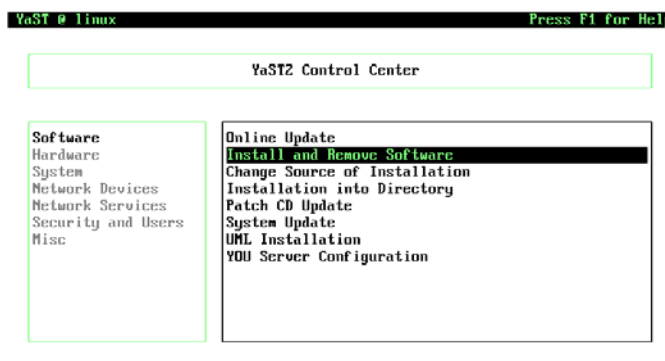 YaST @ linux Press F1 for Hel
YaST2 Control Center
Software
Hardware
System
Network Devices
Network Services
Security and Users
Misc
Online Update
Install and Remove Software
Change Source of Installation
Installation into Directory
Patch CD Update
System Update
UML Installation
YOU Server Configuration